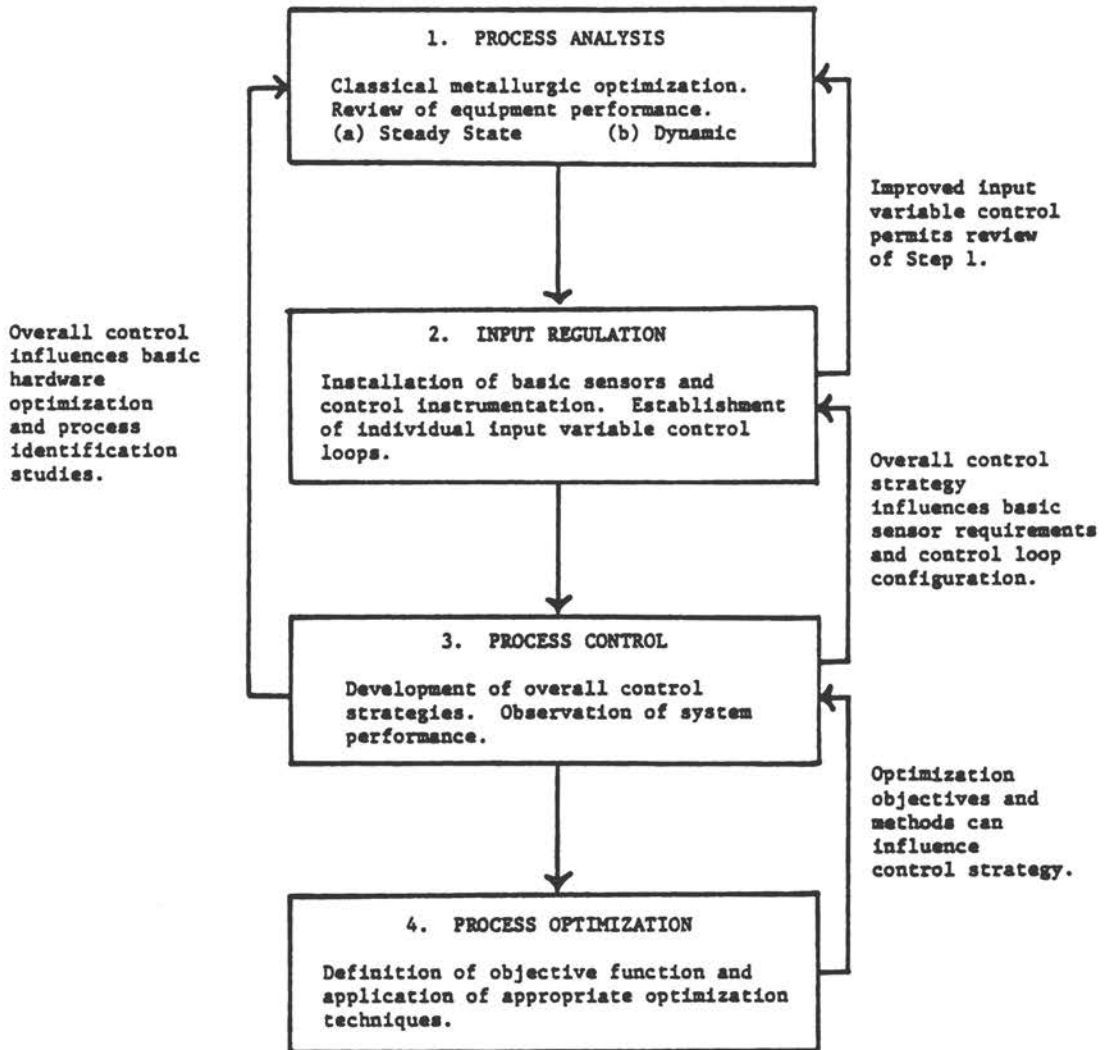 1. PROCESS ANALYSIS
Classical metallurgic optimization.
Review of equipment performance.
(a) Steady State (b) Dynamic
Improved input
variable control
permits review
of Step 1.
2. INPUT REGULATION
Installation of basic sensors and
control instrumentation. Establishment
of individual input variable control
loops.
Overall control
influences basic
hardware
optimization
and process
identification
studies.
Overall control
strategy
influences basic
sensor requirements
and control loop
configuration.
3. PROCESS CONTROL
Development of overall control
strategies. Observation of system
performance.
Optimization
objectives and
methods can
influence
control strategy.
4. PROCESS OPTIMIZATION
Definition of objective function and
application of appropriate optimization
techniques.